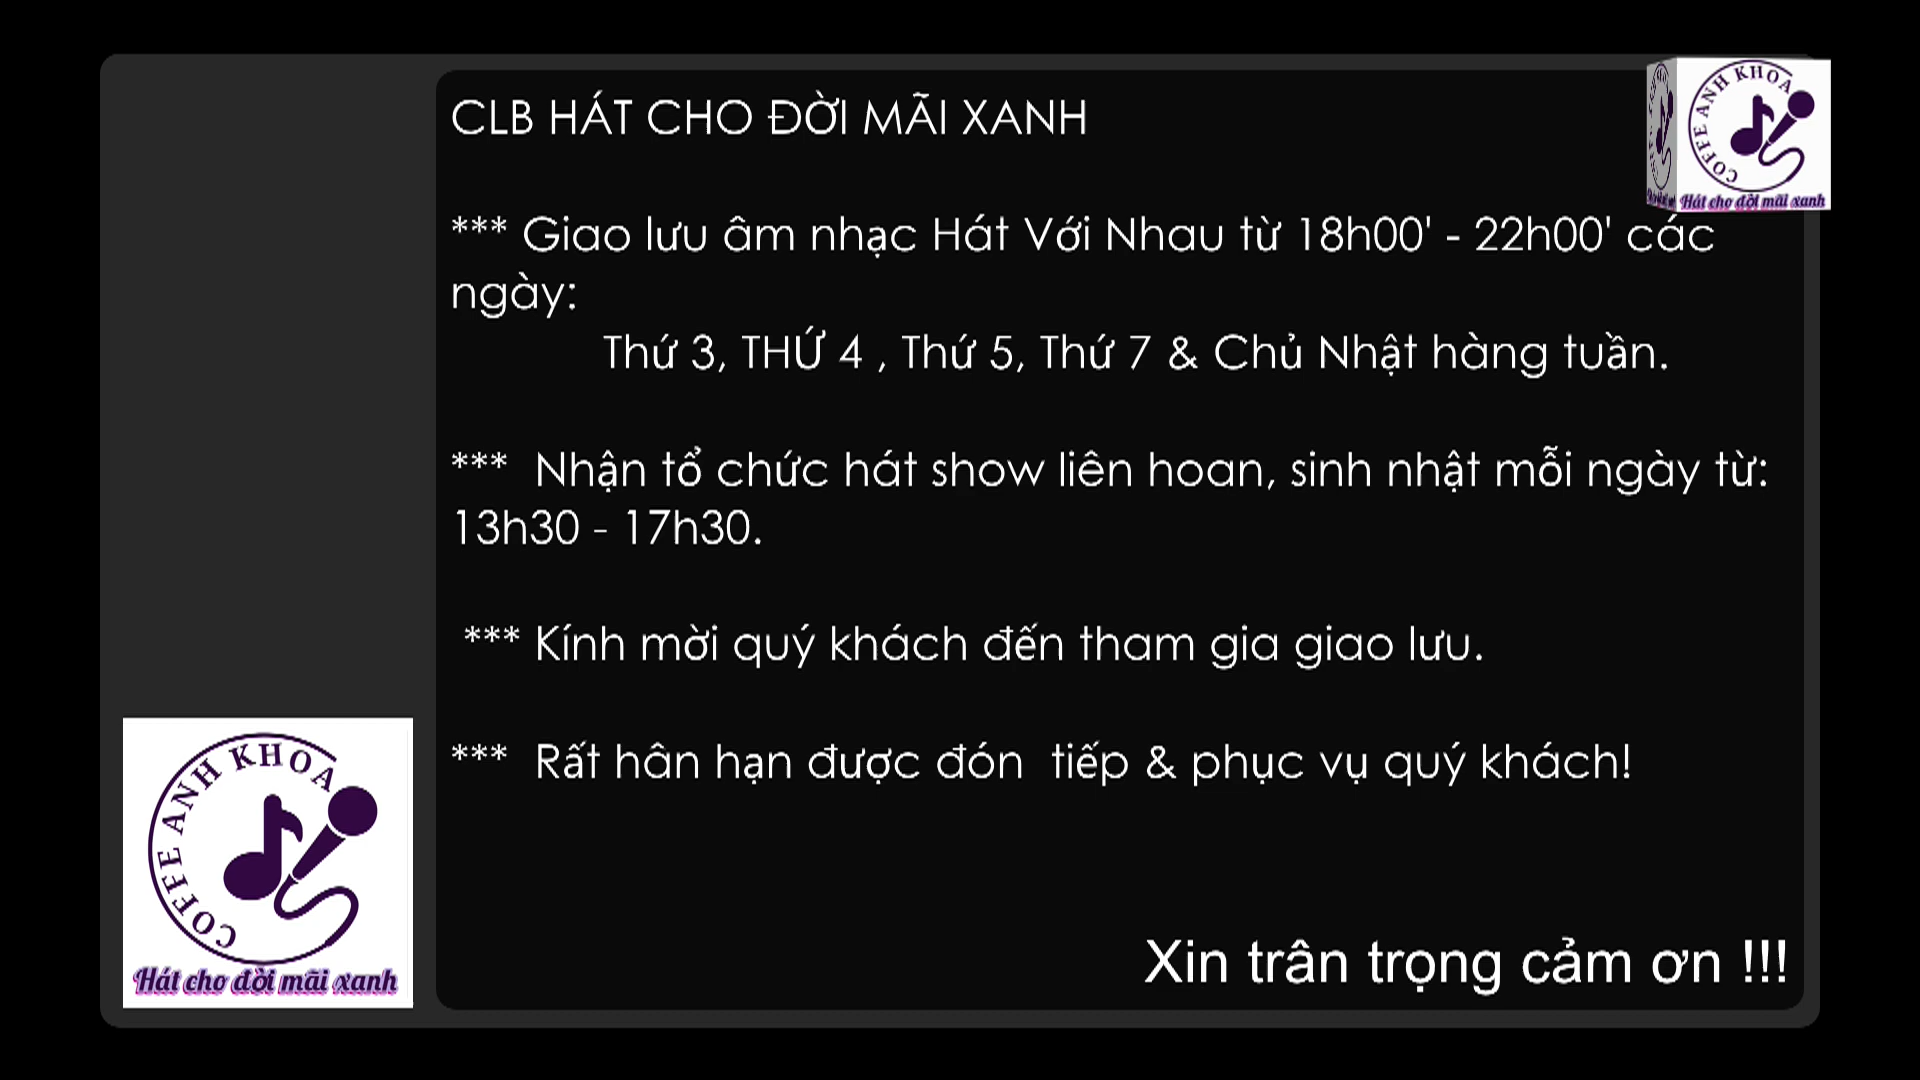 CLB HÁT CHO ĐỜI MÃI XANH
COFFE ANH KHOA
Hát cho đời mãi xanh
*** Giao lưu âm nhạc Hát Với Nhau từ 18h00' - 22h00' các
ngày:
Thứ 3, THỨ 4 , Thứ 5, Thứ 7 & Chủ Nhật hàng tuần.
***  Nhận tổ chức hát show liên hoan, sinh nhật mỗi ngày từ:
13h30 - 17h30.
*** Kính mời quý khách đến tham gia giao lưu.
***  Rất hân hạn được đón  tiếp & phục vụ quý khách!
COFFE ANH KHOA
Hát cho đời mãi xanh
Xin trân trọng cảm ơn !!!